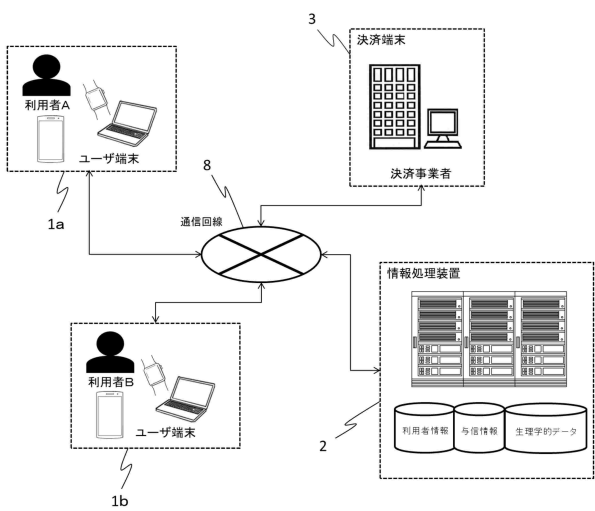 3
決済端末
利用者A
ユーザ端末
決済事業者
1a
8
通信回線
情報処理装置
利用者B
ユーザ端末
利用者情報
与信情報
生理学的データ
2
1b